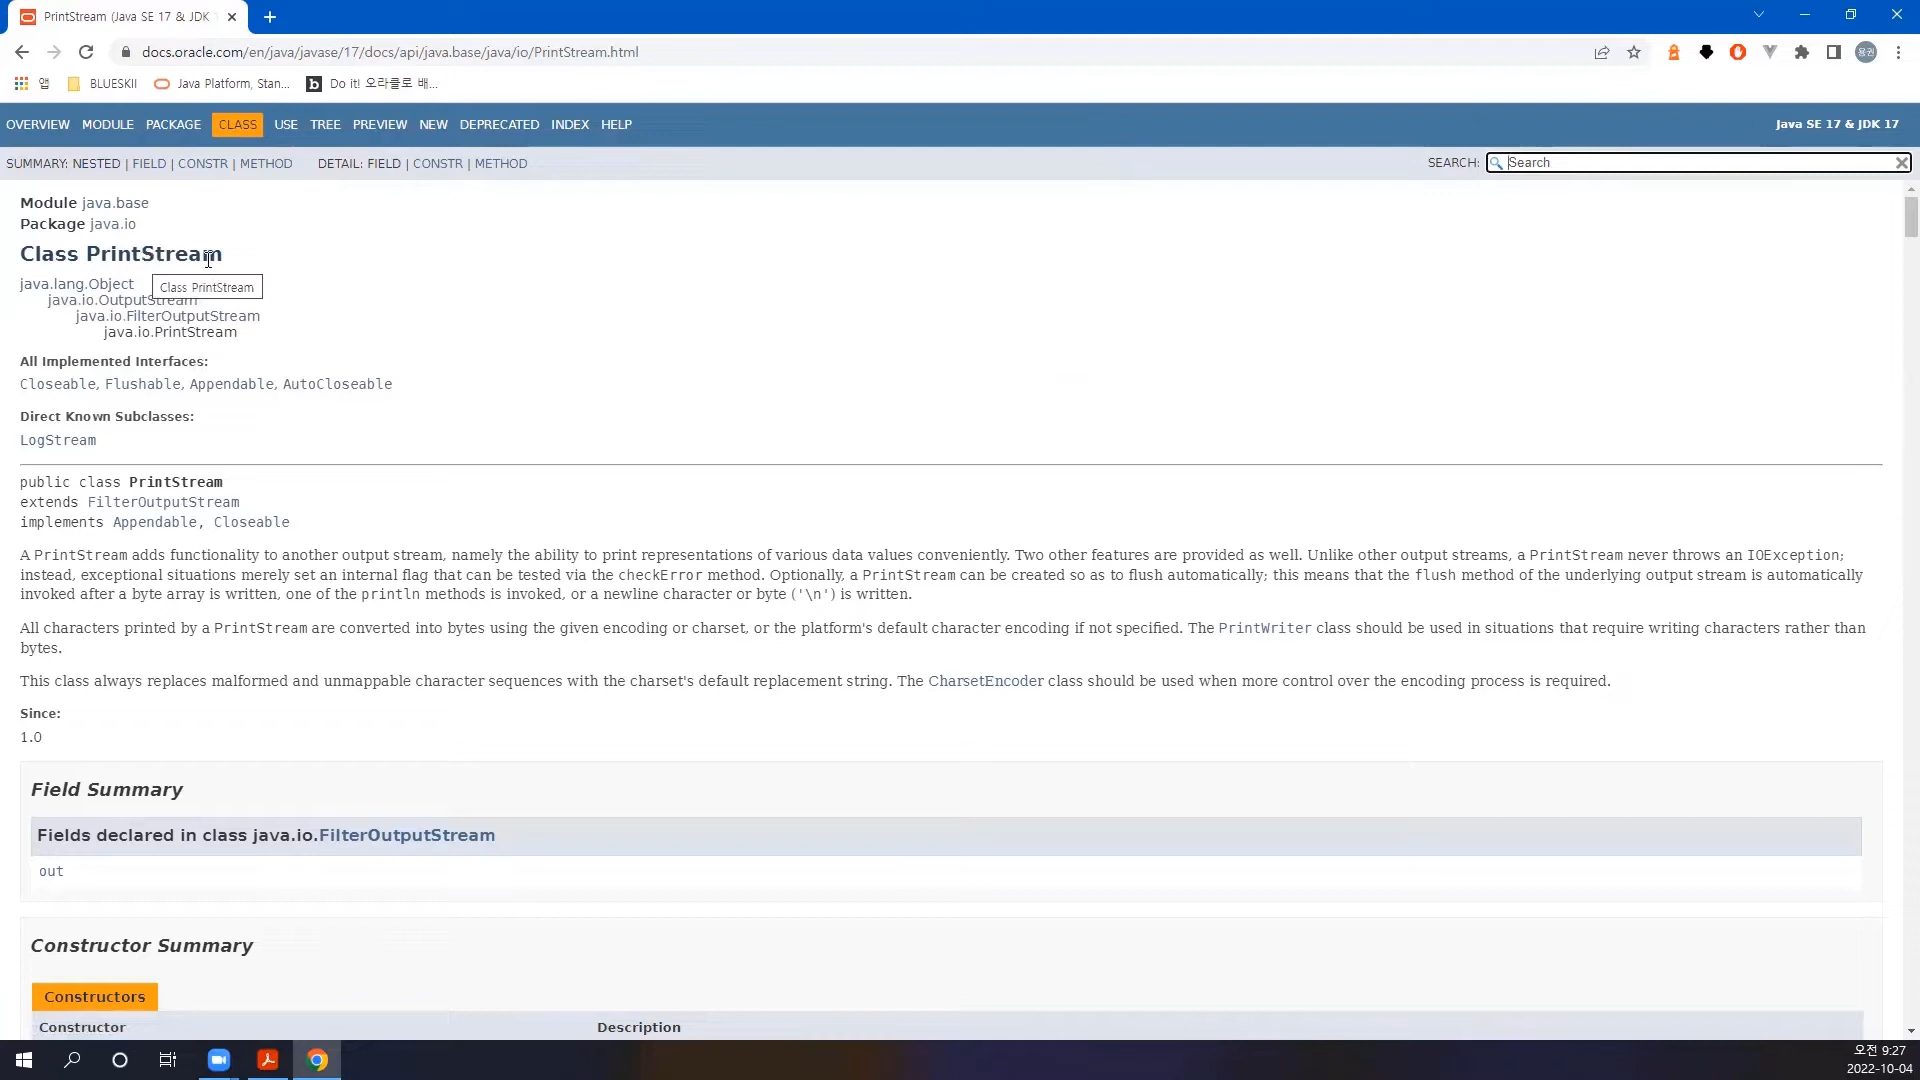 PrintStream (Java SE 17 & JDK
docs.oracle.com/en/java/javase/17/docs/api/java.base/java/io/PrintStream.html
앱 BLUESKII Java Platform, Stan... Do it! 오라클로 배...
OVERVIEW MODULE PACKAGE CLASS USE TREE PREVIEW NEW DEPRECATED INDEX HELP Java SE 17 & JDK 17
SUMMARY: NESTED | FIELD | CONSTR | METHOD DETAIL: FIELD | CONSTR | METHOD SEARCH: Search
Module java.base
Package java.io
Class PrintStream
java.lang.Object
Class PrintStream
java.io.OutputStream
java.io.FilterOutputStream
java.io.PrintStream
All Implemented Interfaces:
Closeable, Flushable, Appendable, AutoCloseable
Direct Known Subclasses:
LogStream
public class PrintStream
extends FilterOutputStream
implements Appendable, Closeable
A PrintStream adds functionality to another output stream, namely the ability to print representations of various data values conveniently. Two other features are provided as well. Unlike other output streams, a PrintStream never throws an IOException;
instead, exceptional situations merely set an internal flag that can be tested via the checkError method. Optionally, a PrintStream can be created so as to flush automatically; this means that the flush method of the underlying output stream is automatically
invoked after a byte array is written, one of the println methods is invoked, or a newline character or byte ('\n') is written.
All characters printed by a PrintStream are converted into bytes using the given encoding or charset, or the platform's default character encoding if not specified. The PrintWriter class should be used in situations that require writing characters rather than
bytes.
This class always replaces malformed and unmappable character sequences with the charset's default replacement string. The CharsetEncoder class should be used when more control over the encoding process is required.
Since:
1.0
Field Summary
Fields declared in class java.io.FilterOutputStream
out
Constructor Summary
Constructors
Constructor Description
오전 9:27
2022-10-04